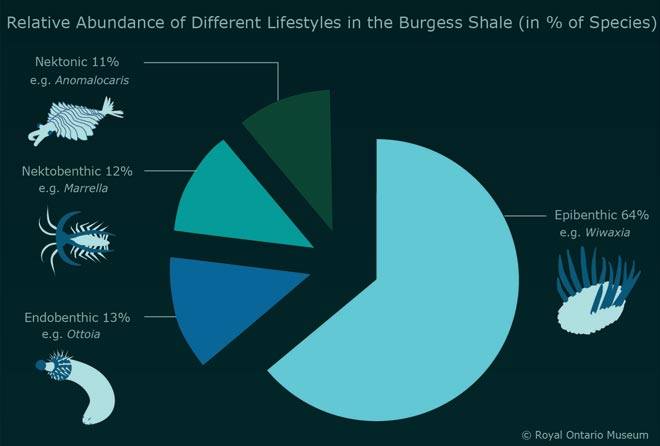 Relative Abundance of Different Lifestyles in the Burgess Shale (in % of Species)
Nektonic 11%
e.g. Anomalocaris
Nektobenthic 12%
e.g. Marrella
Epibenthic 64%
e.g. Wiwaxia
Endobenthic 13%
e.g. Ottoia
© Royal Ontario Museum